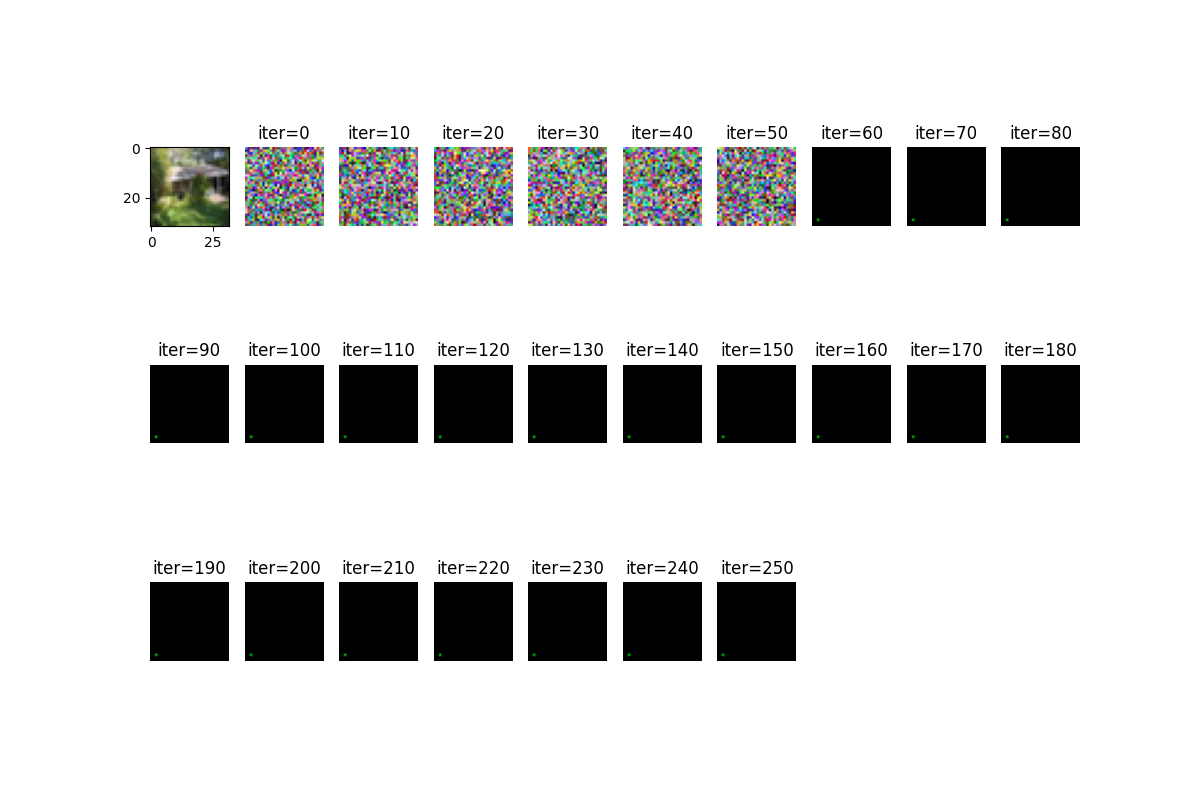 iter=0 iter=10 iter=20 iter=30 iter=40 iter=50 iter=60 iter=70 iter=80
0
20
0 25
iter=90 iter=100 iter=110 iter=120 iter=130 iter=140 iter=150 iter=160 iter=170 iter=180
iter=190 iter=200 iter=210 iter=220 iter=230 iter=240 iter=250